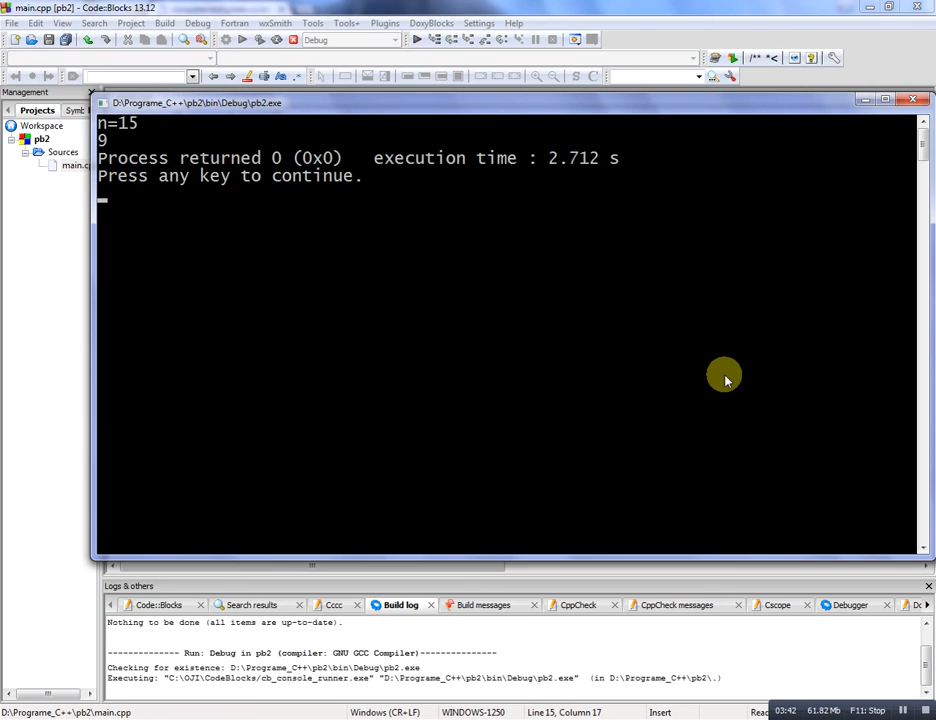 main.cpp [pb2] - Code::Blocks 13.12
File Edit View Search Project Build Debug Fortran wxSmith Tools Tools+ Plugins DoxyBlocks Settings Help
Debug
/** *<
S C
Management
Projects Symb
Workspace
pb2
Sources
main.cp
D:\Programe_C++\pb2\bin\Debug\pb2.exe
n=15
9
Process returned 0 (0x0)   execution time : 2.712 s
Press any key to continue.
Logs & others
Code::Blocks Search results Cccc Build log Build messages CppCheck CppCheck messages Cscope Debugger Do
Nothing to be done (all items are up-to-date).
-------------- Run: Debug in pb2 (compiler: GNU GCC Compiler)---------------
Checking for existence: D:\Programe_C++\pb2\bin\Debug\pb2.exe
Executing: "C:\OJI\CodeBlocks/cb_console_runner.exe" "D:\Programe_C++\pb2\bin\Debug\pb2.exe"  (in D:\Programe_C++\pb2\.)
D:\Programe_C++\pb2\main.cpp Windows (CR+LF) WINDOWS-1250 Line 15, Column 17 Insert Rea
03:42 61.82 MB F11: Stop